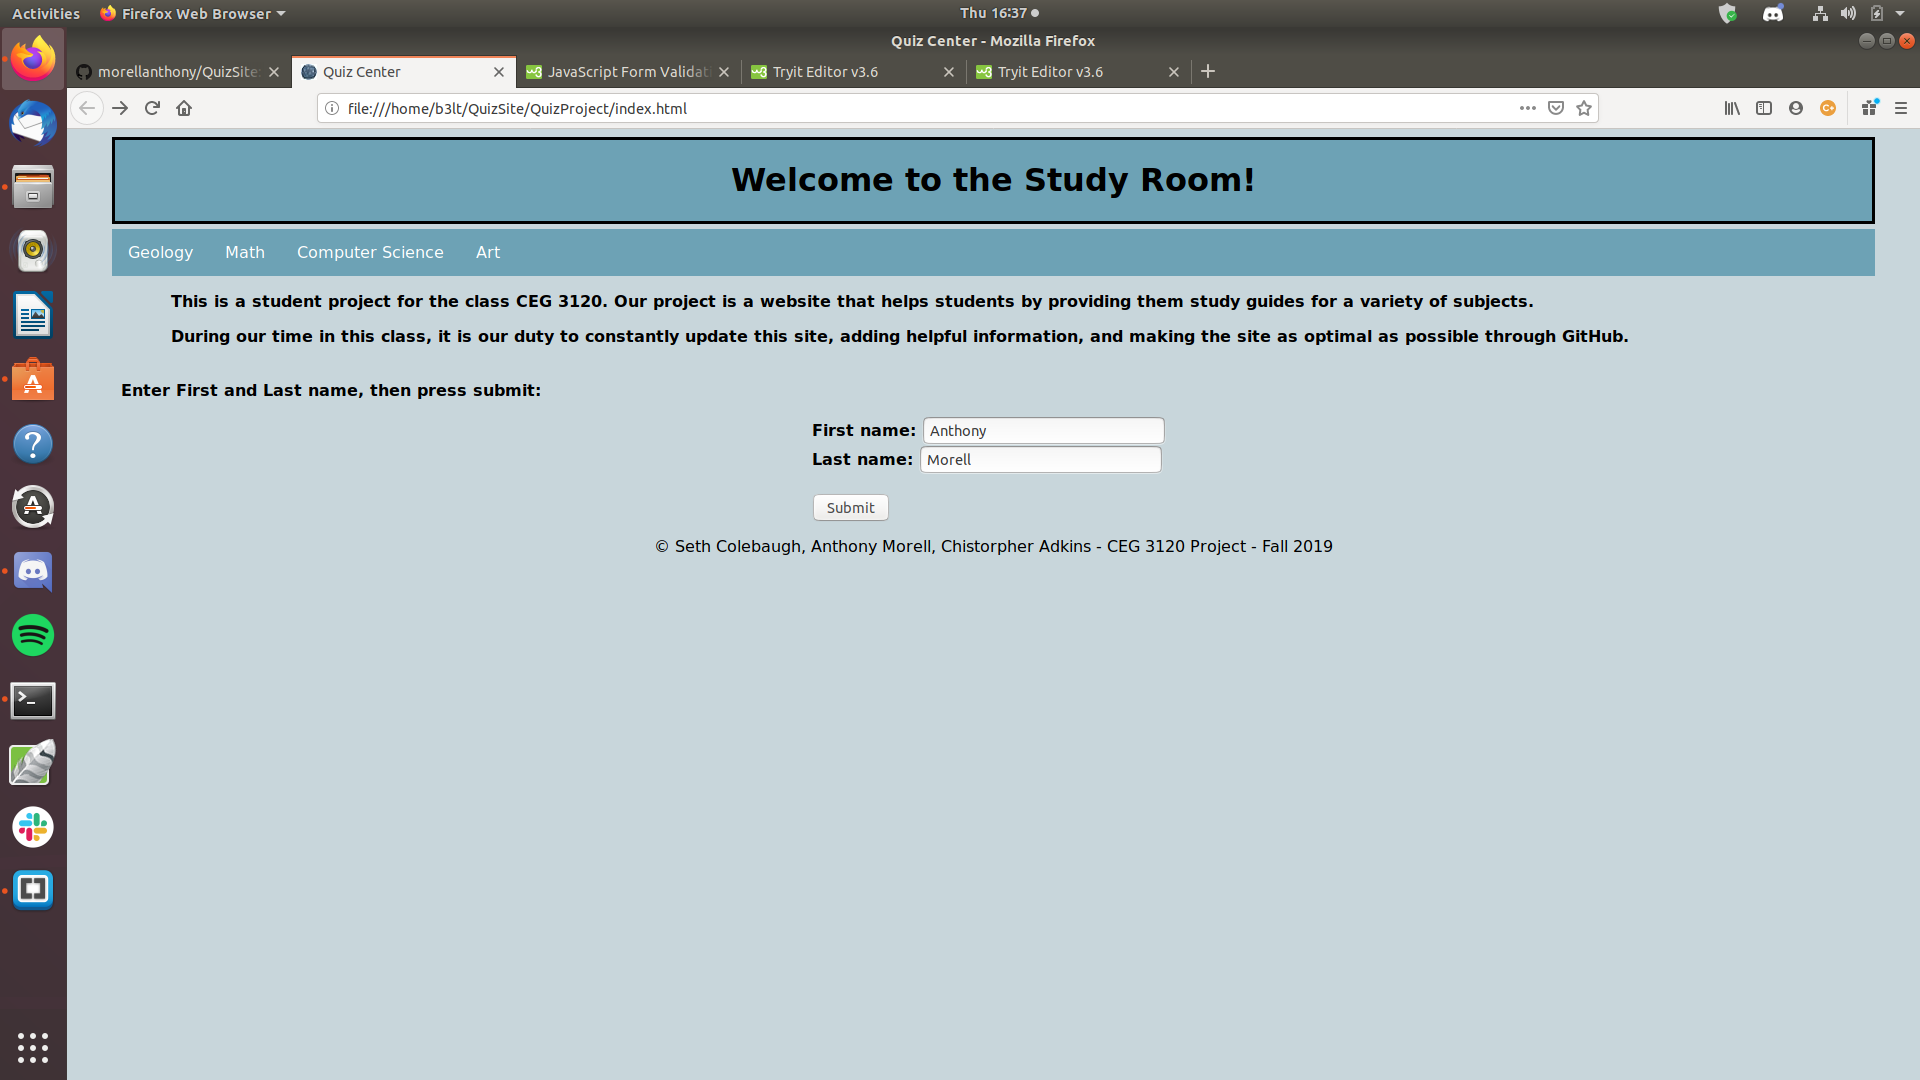 Activities
Firefox Web Browser
Thu 16:37
Quiz Center - Mozilla Firefox
morellanthony/QuizSite:
Quiz Center
JavaScript Form Validati
Tryit Editor v3.6
Tryit Editor v3.6
file:///home/b3lt/QuizSite/QuizProject/index.html
Welcome to the Study Room!
Geology Math Computer Science Art
This is a student project for the class CEG 3120. Our project is a website that helps students by providing them study guides for a variety of subjects.
During our time in this class, it is our duty to constantly update this site, adding helpful information, and making the site as optimal as possible through GitHub.
Enter First and Last name, then press submit:
First name: Anthony
Last name: Morell
Submit
© Seth Colebaugh, Anthony Morell, Chistorpher Adkins - CEG 3120 Project - Fall 2019